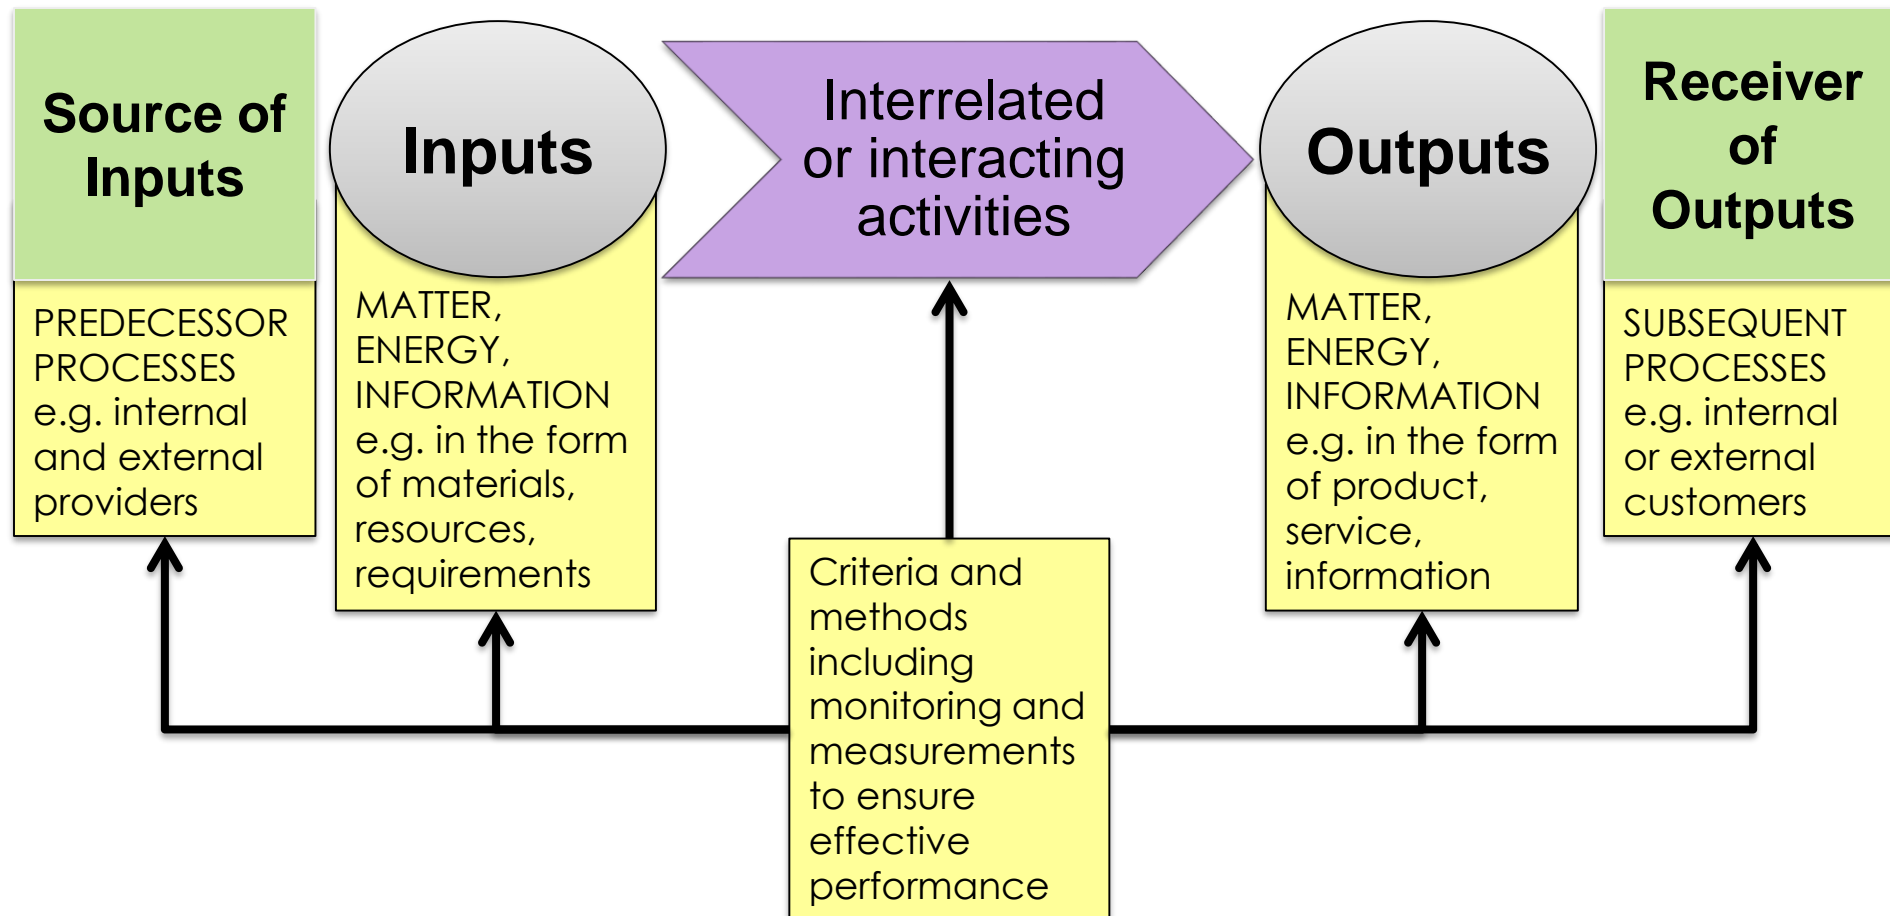 Source of
Inputs
PREDECESSOR
PROCESSES
e.g. internal
and external
providers
Inputs
MATTER,
ENERGY,
INFORMATION
e.g. in the form
of materials,
resources,
requirements
Interrelated
or interacting
activities
Criteria and
methods
including
monitoring and
measurements
to ensure
effective
performance
Outputs
MATTER,
ENERGY,
INFORMATION
e.g. in the form
of product,
service,
information
Receiver
of
Outputs
SUBSEQUENT
PROCESSES
e.g. internal
or external
customers